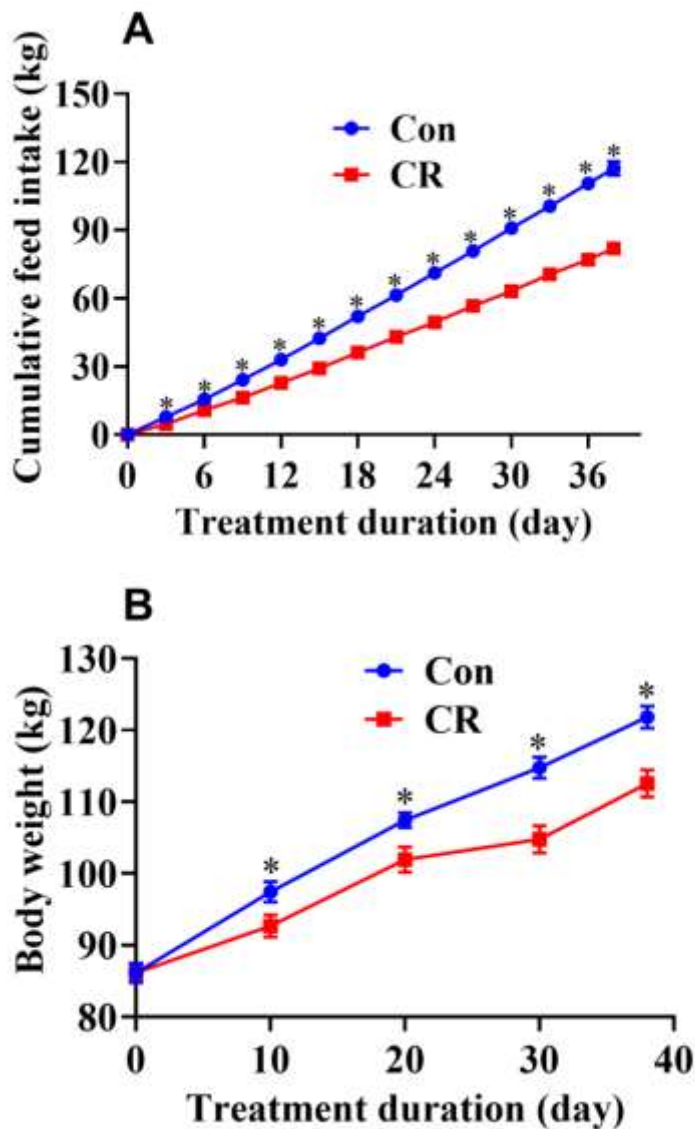 A
Cumulative feed intake (kg)
150
120
90
60
30
0
Con
CR
* * * * * * * * * * * * *
0 6 12 18 24 30 36
Treatment duration (day)
B
Body weight (kg)
130
120
110
100
90
80
Con
CR
* * * *
0 10 20 30 40
Treatment duration (day)